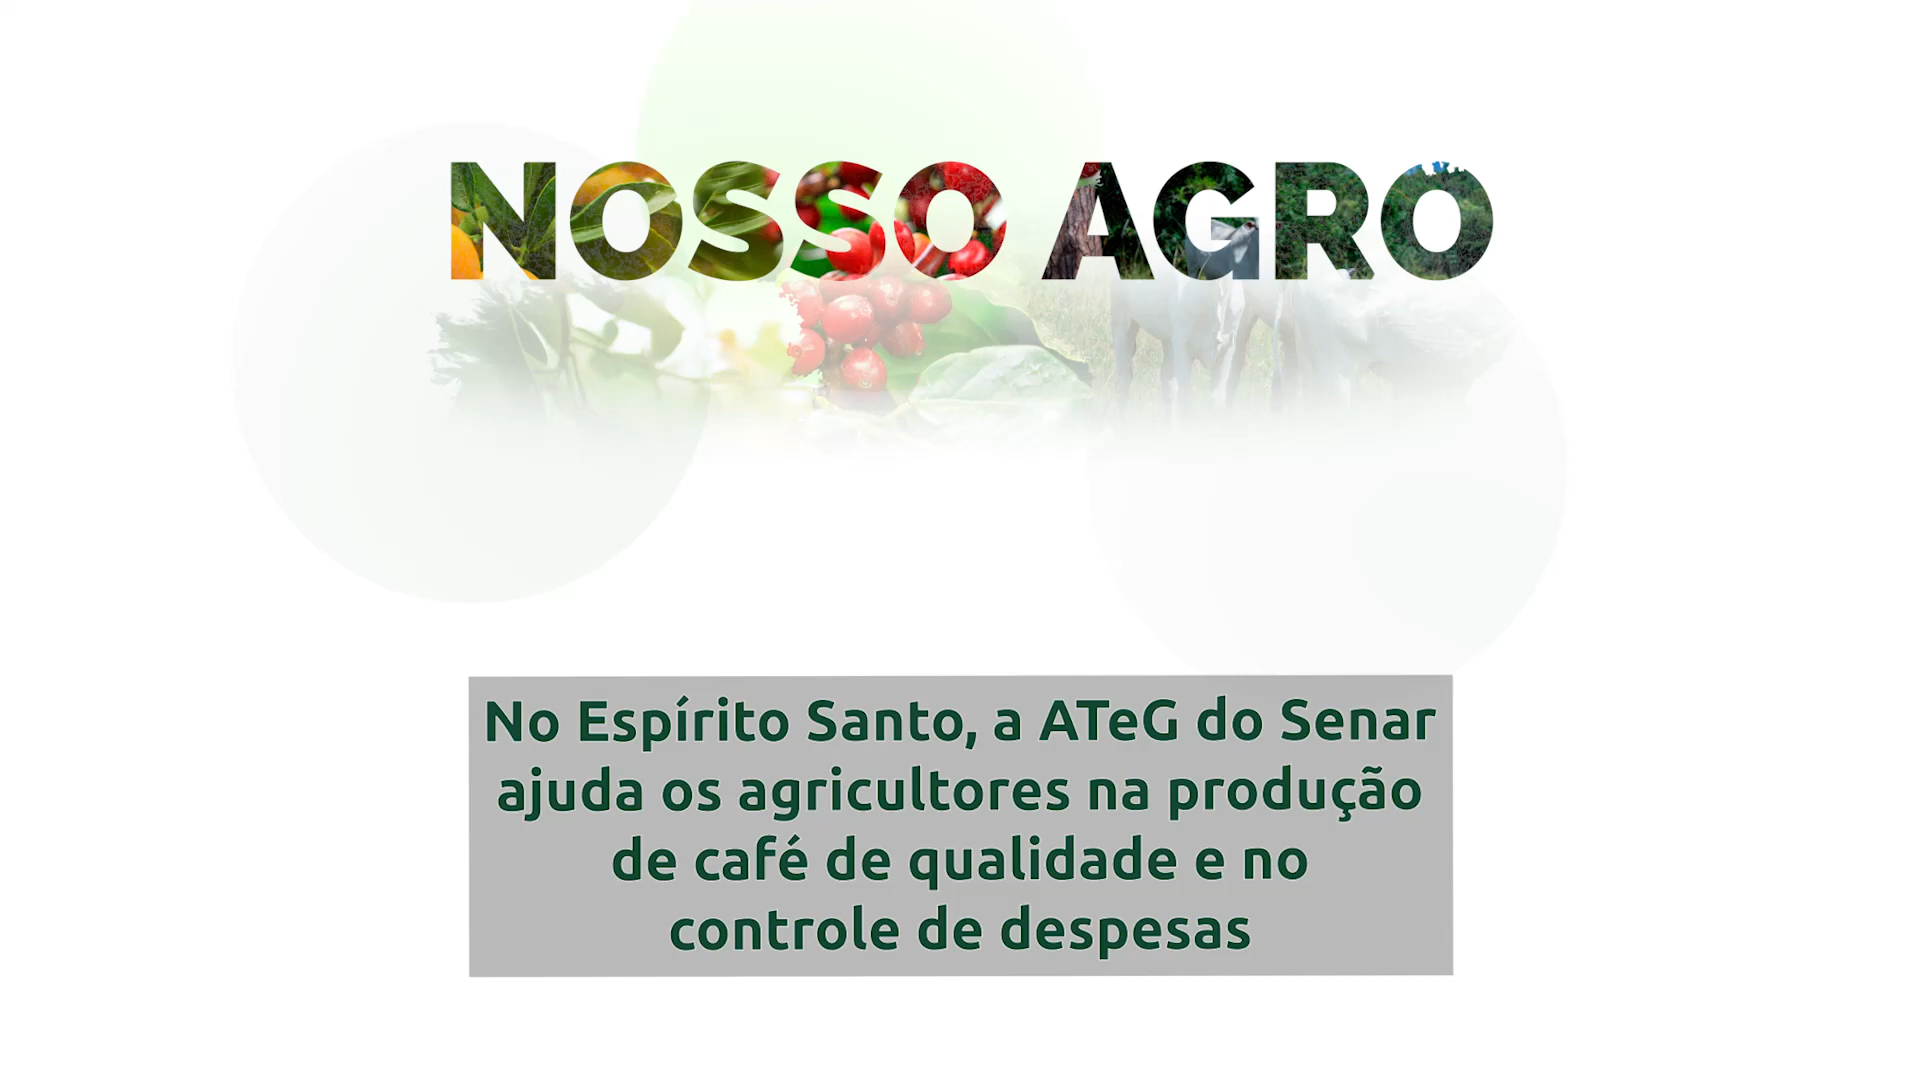 NOSSO AGRO
No Espírito Santo, a ATeG do Senar
ajuda os agricultores na produção
de café de qualidade e no
controle de despesas